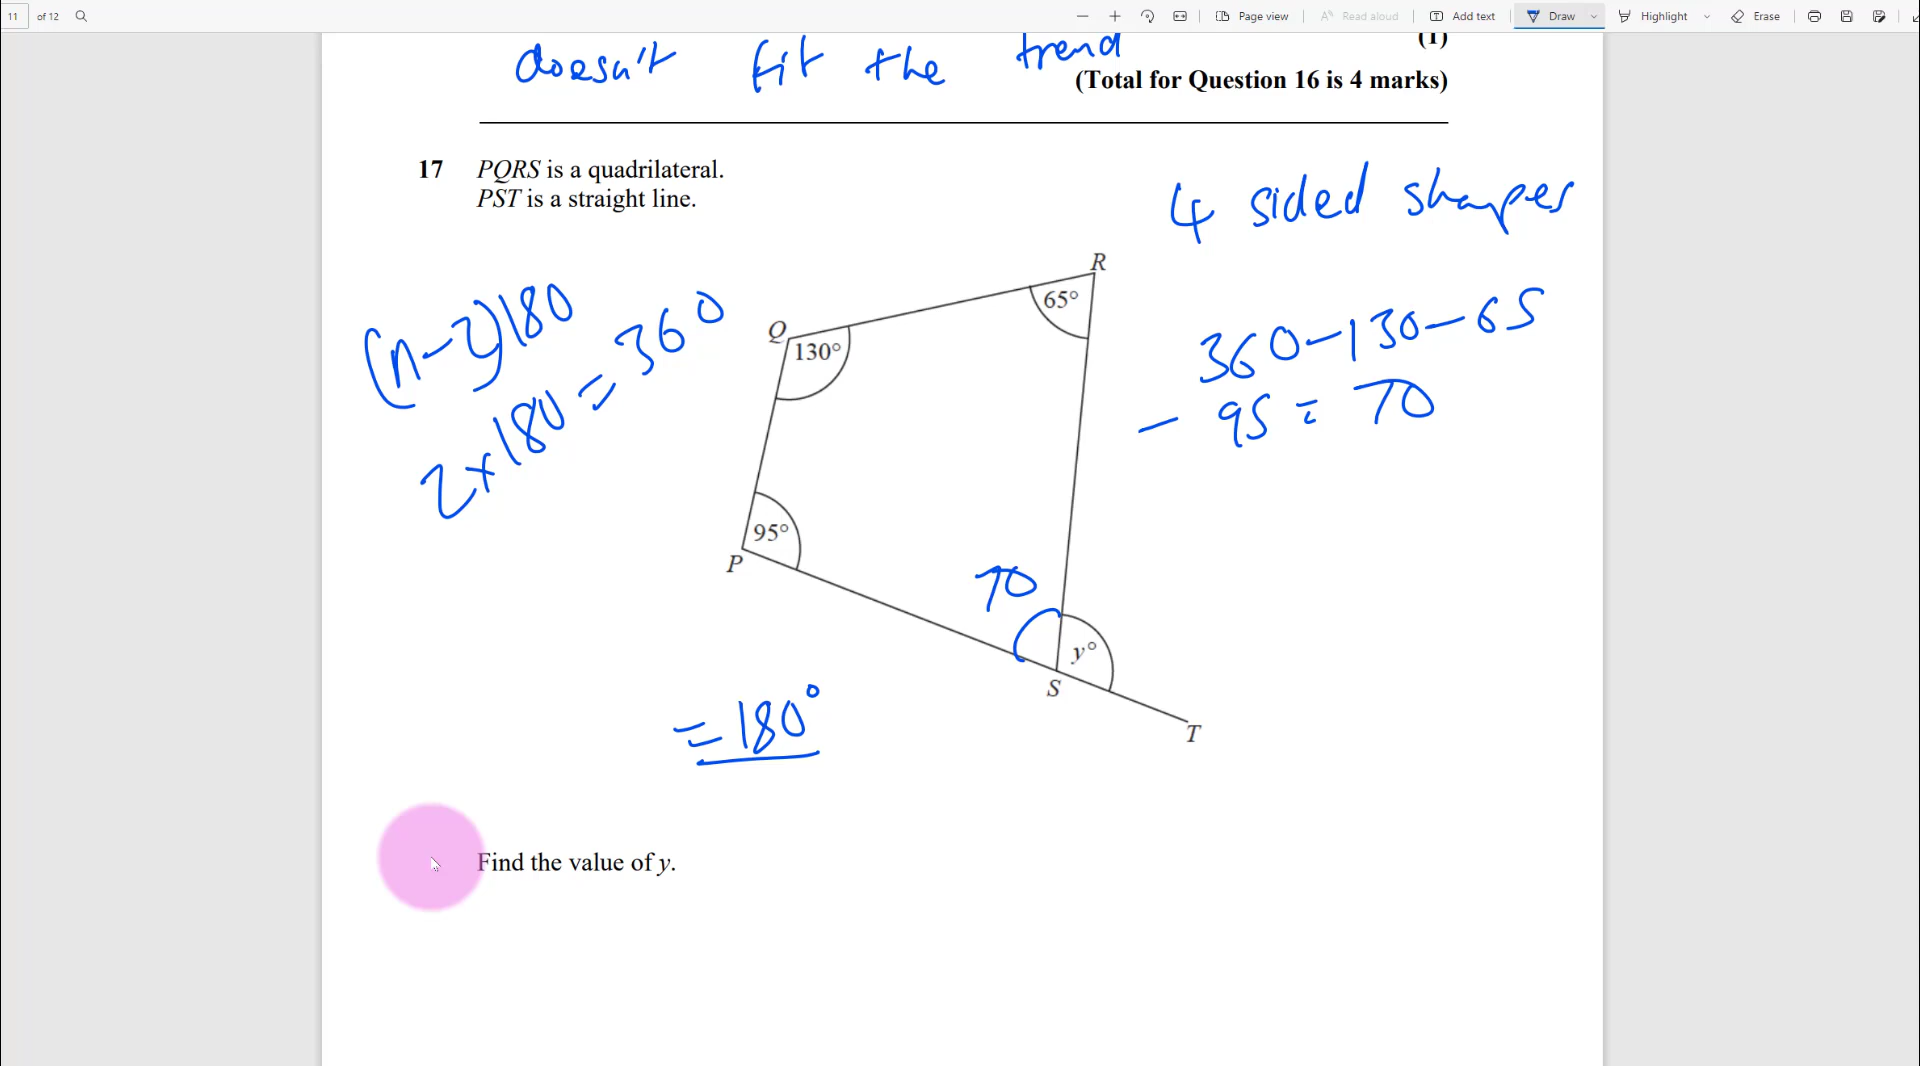 11 of 12 Page view Read aloud Add text Draw Highlight Erase
doesn't fit the trend
(1)
(Total for Question 16 is 4 marks)
17 PQRS is a quadrilateral.
PST is a straight line.
4 sided shapes
R
65°
Q
130°
(n-2)180
2×180=360
360-130-65
- 95 = 70
95°
P
70
y°
S
T
=180°
Find the value of y.